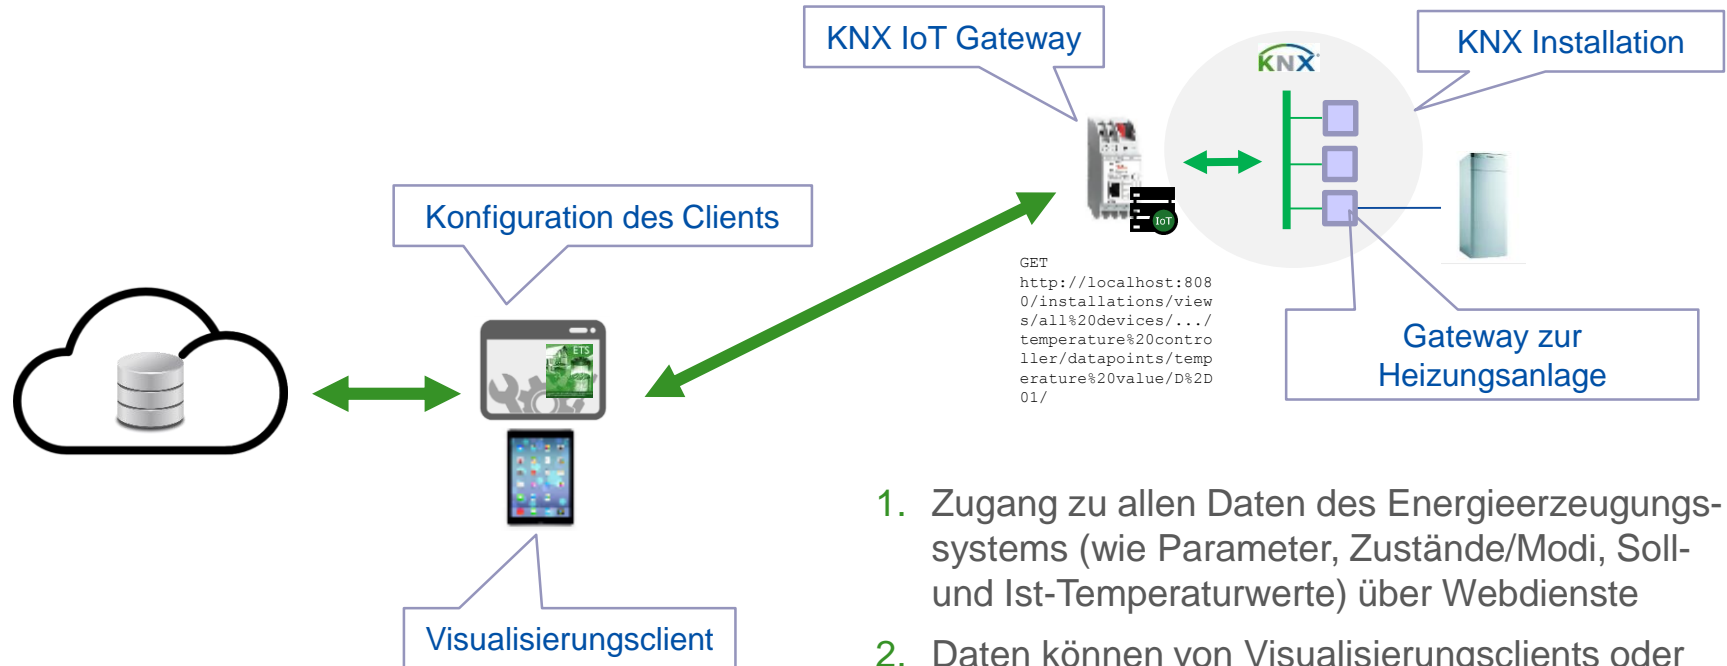 KNX IoT Gateway
KNX Installation
KNX
Konfiguration des Clients
ETS
IoT
GET
http://localhost:808
0/installations/view
s/all%20devices/.../
temperature%20contro
ller/datapoints/temp
erature%20value/D%2D
01/
Gateway zur
Heizungsanlage
Visualisierungsclient
1. Zugang zu allen Daten des Energieerzeugungs-
systems (wie Parameter, Zustände/Modi, Soll-
und Ist-Temperaturwerte) über Webdienste
2. Daten können von Visualisierungsclients oder